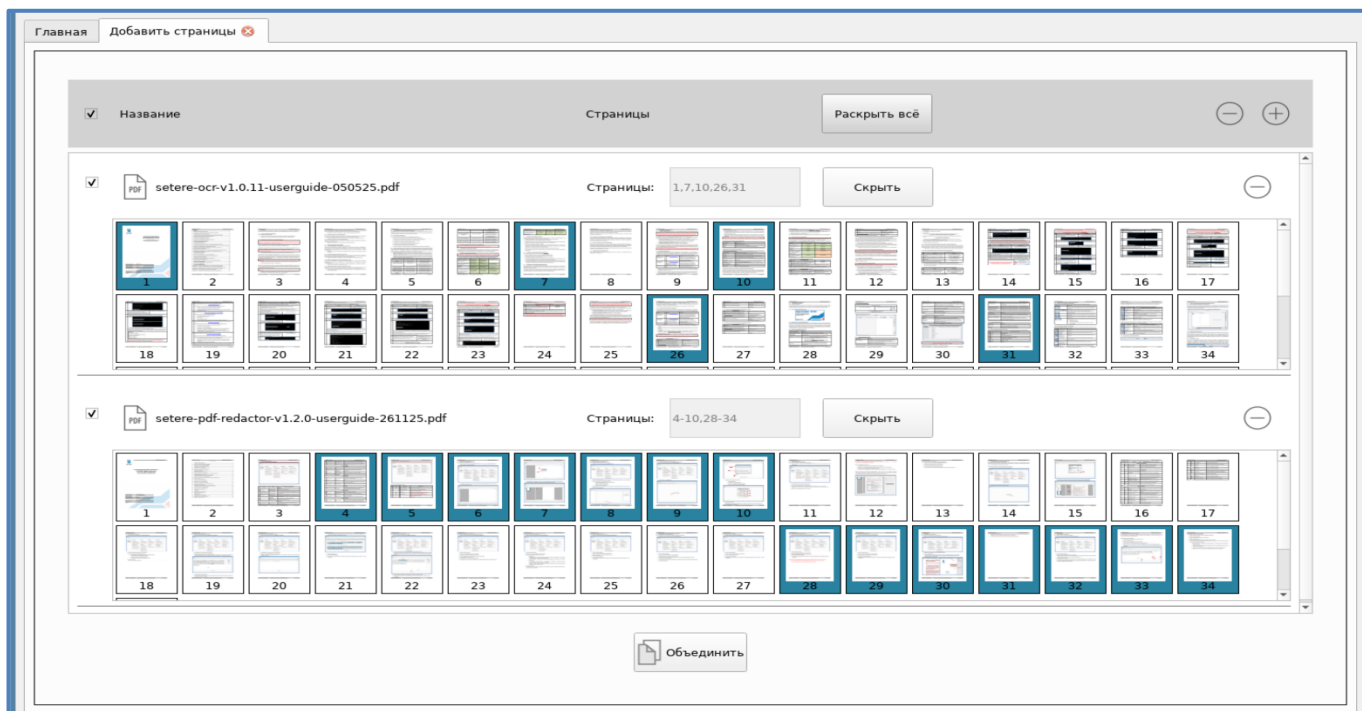 Главная Добавить страницы
Название Страницы Раскрыть всё
PDF setere-ocr-v1.0.11-userguide-050525.pdf Страницы: 1,7,10,26,31 Скрыть
1 2 3 4 5 6 7 8 9 10 11 12 13 14 15 16 17
18 19 20 21 22 23 24 25 26 27 28 29 30 31 32 33 34
PDF setere-pdf-redactor-v1.2.0-userguide-261125.pdf Страницы: 4-10,28-34 Скрыть
1 2 3 4 5 6 7 8 9 10 11 12 13 14 15 16 17
18 19 20 21 22 23 24 25 26 27 28 29 30 31 32 33 34
Объединить